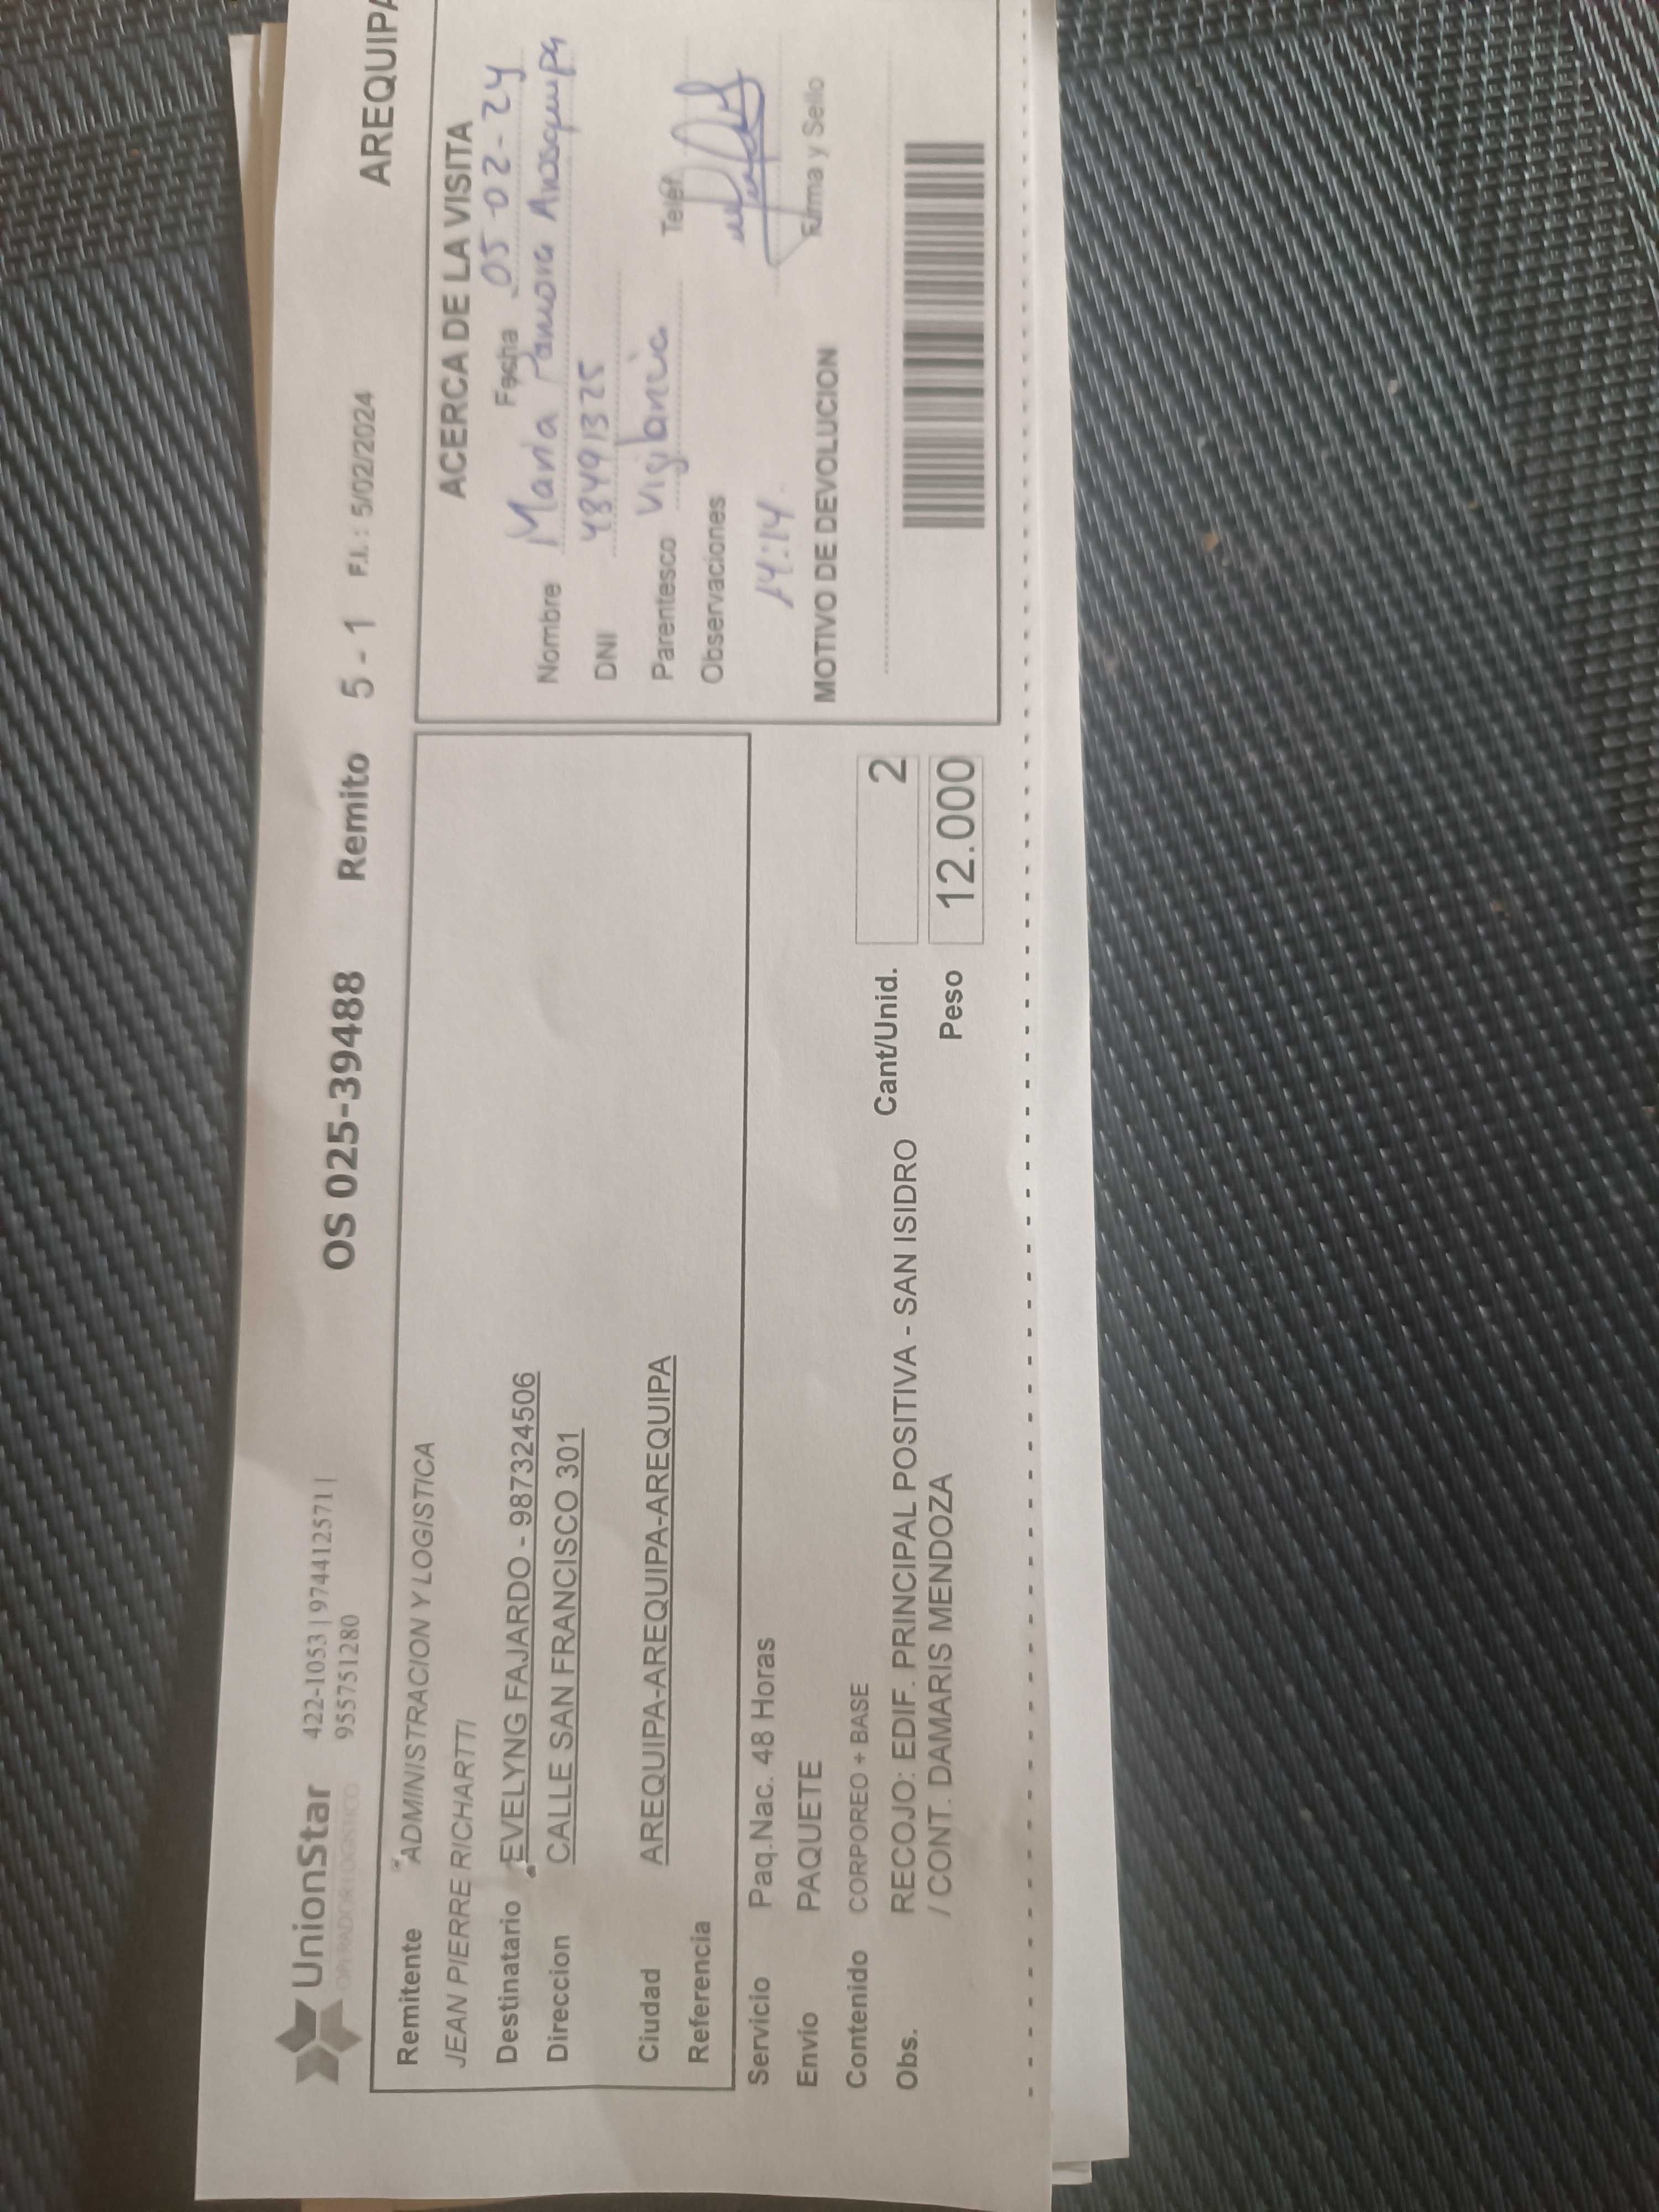 UnionStar 422-1053 | 974412571 |
OPERADOR LOGISTICO 955751280
OS 025-39488 Remito 5 - 1 F.I. : 5/02/2024 AREQUIPA
Remitente ADMINISTRACION Y LOGISTICA
JEAN PIERRE RICHARTTI
Destinatario EVELYNG FAJARDO - 987324506
Direccion CALLE SAN FRANCISCO 301
Ciudad AREQUIPA-AREQUIPA-AREQUIPA
Referencia
Servicio Paq.Nac. 48 Horas
Envío PAQUETE
Contenido CORPOREO + BASE
Obs. RECOJO: EDIF. PRINCIPAL POSITIVA - SAN ISIDRO
/ CONT. DAMARIS MENDOZA
Cant/Unid. 2
Peso 12.000
ACERCA DE LA VISITA
Fecha 05-02-24
Nombre Maria
DNI 48491325
Parentesco Vigilancia Teléf.
Observaciones
14:14
Firma y Sello
MOTIVO DE DEVOLUCION